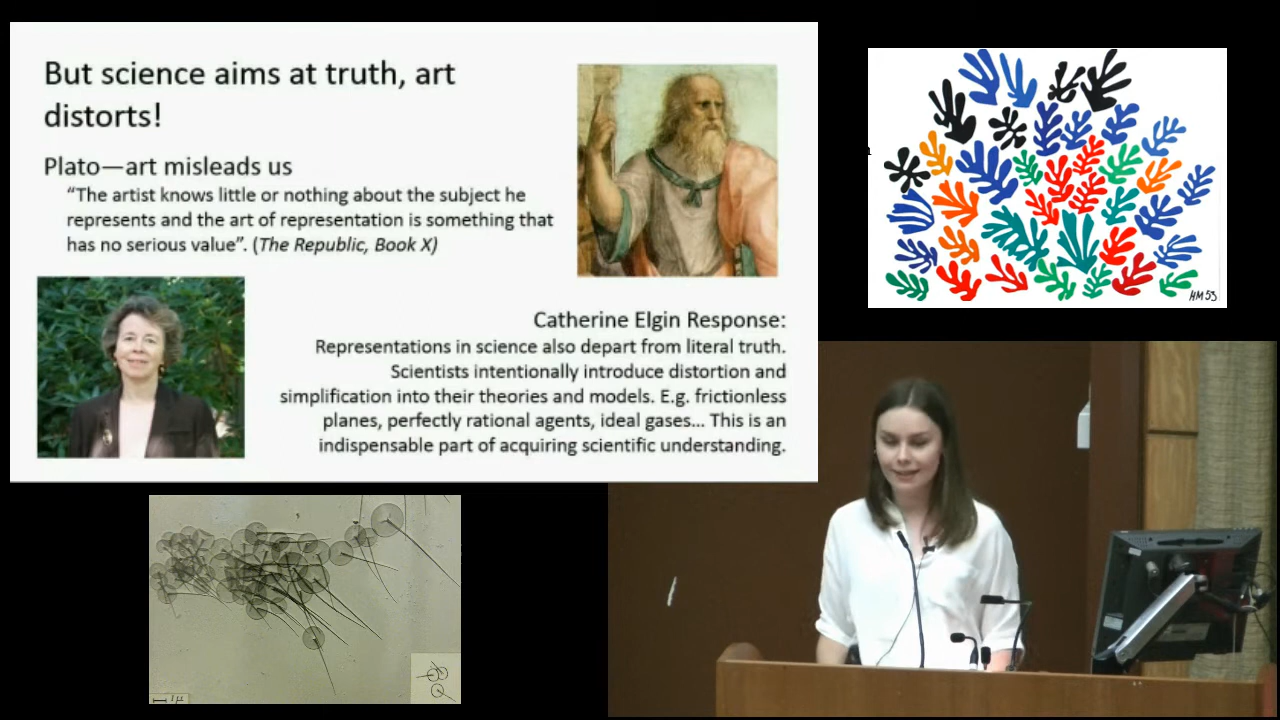 But science aims at truth, art
distorts!
Plato—art misleads us
“The artist knows little or nothing about the subject he
represents and the art of representation is something that
has no serious value”. (The Republic, Book X)
Catherine Elgin Response:
Representations in science also depart from literal truth.
Scientists intentionally introduce distortion and
simplification into their theories and models. E.g. frictionless
planes, perfectly rational agents, ideal gases... This is an
indispensable part of acquiring scientific understanding.
HM 53
1 µ